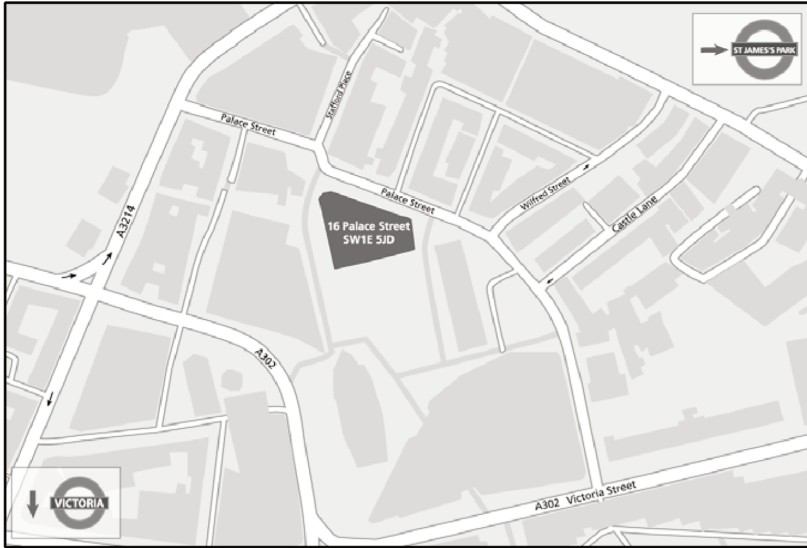 ST JAMES'S PARK
Stafford Place
Palace Street
Palace Street
Wilfred Street
Castle Lane
A3214
16 Palace Street
SW1E 5JD
A302
A302 Victoria Street
VICTORIA